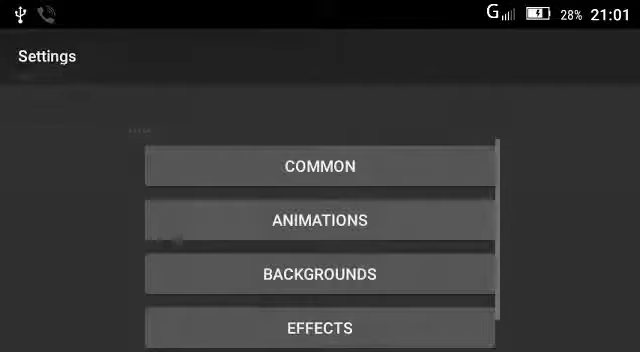 G 28% 21:01
Settings
COMMON
ANIMATIONS
BACKGROUNDS
EFFECTS